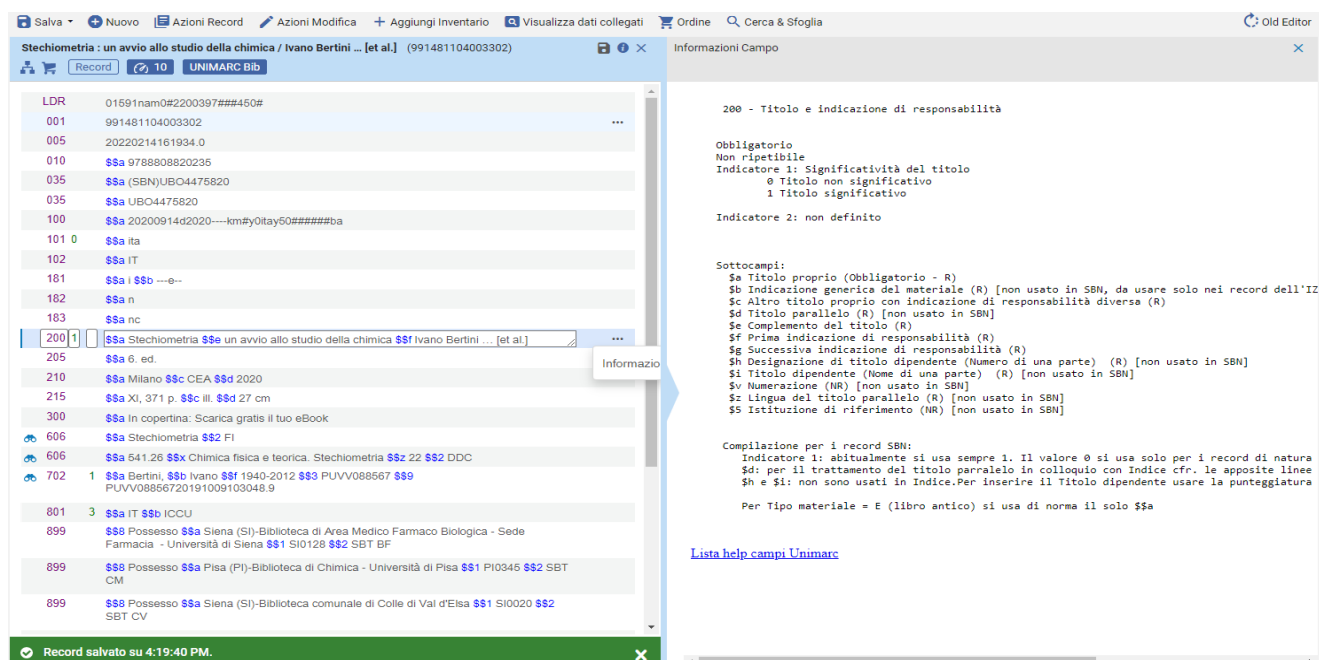 Salva Nuovo Azioni Record Azioni Modifica Aggiungi Inventario Visualizza dati collegati Ordine Cerca & Sfoglia Old Editor
Stechiometria : un avvio allo studio della chimica / Ivano Bertini ... [et al.] (991481104003302)
Record 10 UNIMARC Bib
LDR 01591nam0#2200397###450#
001 991481104003302 ...
005 20220214161934.0
010 $$a 9788808820235
035 $$a (SBN)UBO4475820
035 $$a UBO4475820
100 $$a 20200914d2020----km#y0itay50######ba
101 0 $$a ita
102 $$a IT
181 $$a i $$b ---e--
182 $$a n
183 $$a nc
200 1 $$a Stechiometria $$e un avvio allo studio della chimica $$f Ivano Bertini ... [et al.] ...
Informazio
205 $$a 6. ed.
210 $$a Milano $$c CEA $$d 2020
215 $$a XI, 371 p. $$c ill. $$d 27 cm
300 $$a In copertina: Scarica gratis il tuo eBook
606 $$a Stechiometria $$2 FI
606 $$a 541.26 $$x Chimica fisica e teorica. Stechiometria $$z 22 $$2 DDC
702 1 $$a Bertini, $$b Ivano $$f 1940-2012 $$3 PUVV088567 $$9
PUVV08856720191009103048.9
801 3 $$a IT $$b ICCU
899 $$8 Possesso $$a Siena (SI)-Biblioteca di Area Medico Farmaco Biologica - Sede
Farmacia - Università di Siena $$1 SI0128 $$2 SBT BF
899 $$8 Possesso $$a Pisa (PI)-Biblioteca di Chimica - Università di Pisa $$1 PI0345 $$2 SBT
CM
899 $$8 Possesso $$a Siena (SI)-Biblioteca comunale di Colle di Val d'Elsa $$1 SI0020 $$2
SBT CV
Record salvato su 4:19:40 PM.
Informazioni Campo
200 - Titolo e indicazione di responsabilità
Obbligatorio
Non ripetibile
Indicatore 1: Significatività del titolo
0 Titolo non significativo
1 Titolo significativo
Indicatore 2: non definito
Sottocampi:
$a Titolo proprio (Obbligatorio - R)
$b Indicazione generica del materiale (R) [non usato in SBN, da usare solo nei record dell'IZ
$c Altro titolo proprio con indicazione di responsabilità diversa (R)
$d Titolo parallelo (R) [non usato in SBN]
$e Complemento del titolo (R)
$f Prima indicazione di responsabilità (R)
$g Successiva indicazione di responsabilità (R)
$h Designazione di titolo dipendente (Numero di una parte) (R) [non usato in SBN]
$i Titolo dipendente (Nome di una parte) (R) [non usato in SBN]
$v Numerazione (NR) [non usato in SBN]
$z Lingua del titolo parallelo (R) [non usato in SBN]
$5 Istituzione di riferimento (NR) [non usato in SBN]
Compilazione per i record SBN:
Indicatore 1: abitualmente si usa sempre 1. Il valore 0 si usa solo per i record di natura
$d: per il trattamento del titolo parralelo in colloquio con Indice cfr. le apposite linee
$h e $i: non sono usati in Indice.Per inserire il Titolo dipendente usare la punteggiatura
Per Tipo materiale = E (libro antico) si usa di norma il solo $$a
Lista help campi Unimarc